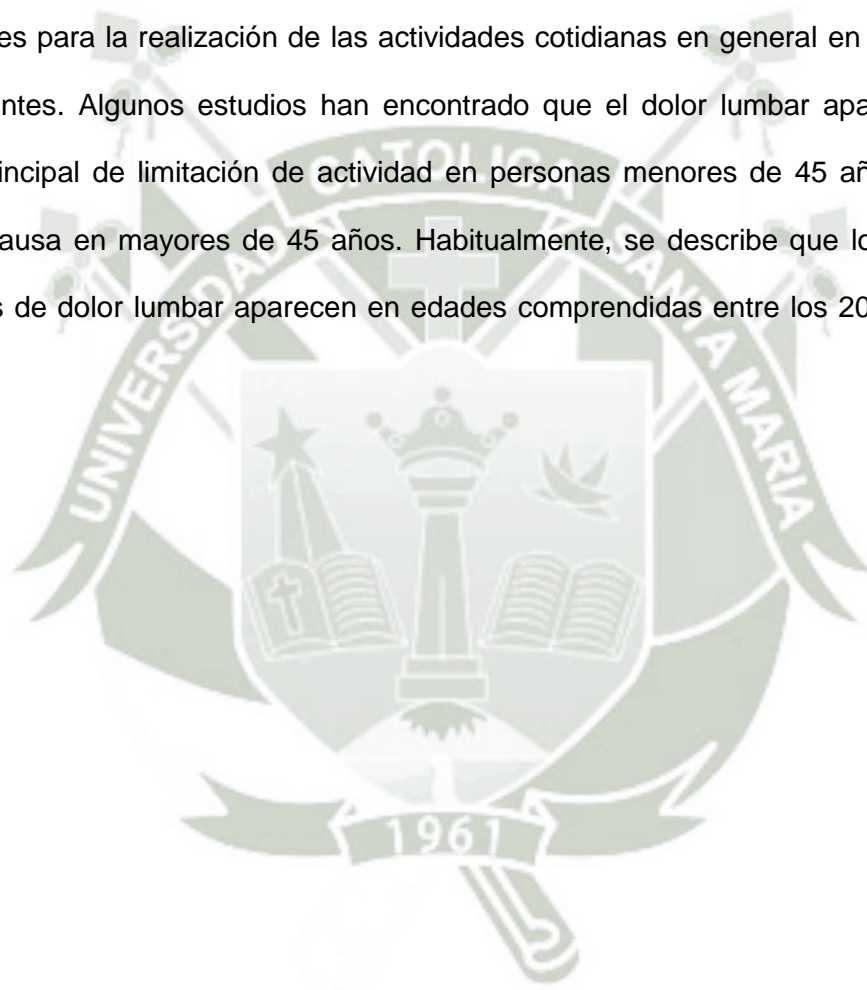 es para la realización de las actividades cotidianas en general en
ntes. Algunos estudios han encontrado que el dolor lumbar apa
incipal de limitación de actividad en personas menores de 45 añ
ausa en mayores de 45 años. Habitualmente, se describe que lo
s de dolor lumbar aparecen en edades comprendidas entre los 20
UNIVERSIDAD CATOLICA SANTA MARIA
1961